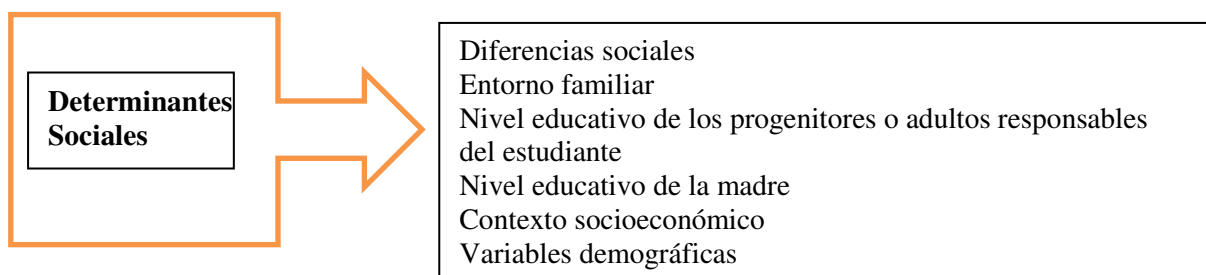 Determinantes
Sociales
Diferencias sociales
Entorno familiar
Nivel educativo de los progenitores o adultos responsables
del estudiante
Nivel educativo de la madre
Contexto socioeconómico
Variables demográficas